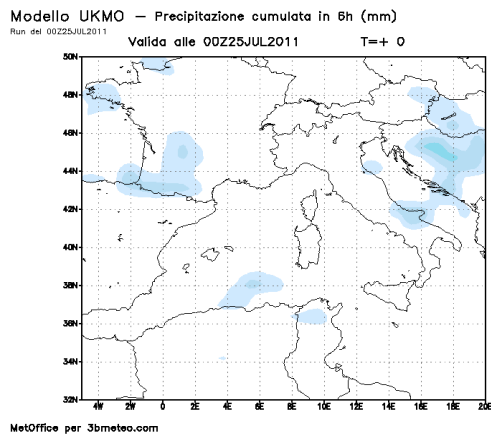 Modello UKMO – Precipitazione cumulata in 6h (mm)
Run del 00Z25JUL2011
Valida alle 00Z25JUL2011 T=+ 0
50N
48N
46N
44N
42N
40N
38N
36N
34N
32N
4W 2W 0 2E 4E 6E 8E 10E 12E 14E 16E 18E 20E
MetOffice per 3bmeteo.com